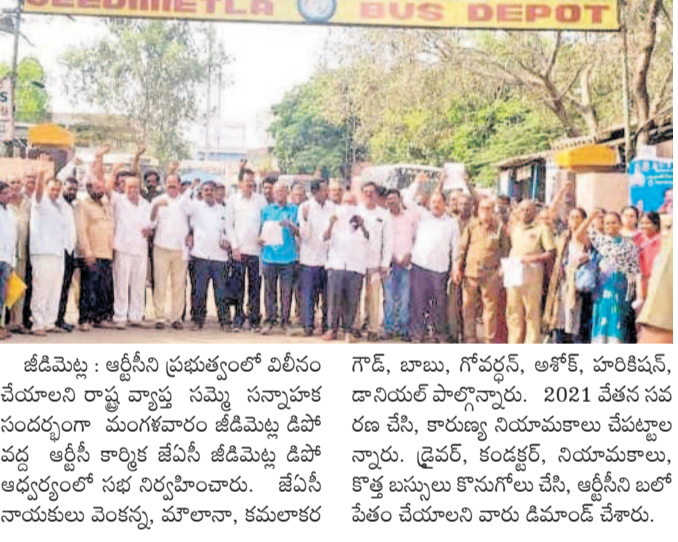 JEEDIMETLA BUS DEPOT
జీడిమెట్ల : ఆర్టీసీని ప్రభుత్వంలో విలీనం
చేయాలని రాష్ట్ర వ్యాప్త సమ్మె సన్నాహక
సందర్భంగా మంగళవారం జీడిమెట్ల డిపో
వద్ద ఆర్టీసీ కార్మిక జేఏసీ జీడిమెట్ల డిపో
ఆధ్వర్యంలో సభ నిర్వహించారు. జేఏసీ
నాయకులు వెంకన్న, మౌలానా, కమలాకర
గౌడ్, బాబు, గోవర్ధన్, అశోక్, హరికిషన్,
డానియల్ పాల్గొన్నారు. 2021 వేతన సవ
రణ చేసి, కారుణ్య నియామకాలు చేపట్టాల
న్నారు. డ్రైవర్, కండక్టర్, నియామకాలు,
కొత్త బస్సులు కొనుగోలు చేసి, ఆర్టీసీని బలో
పేతం చేయాలని వారు డిమాండ్ చేశారు.